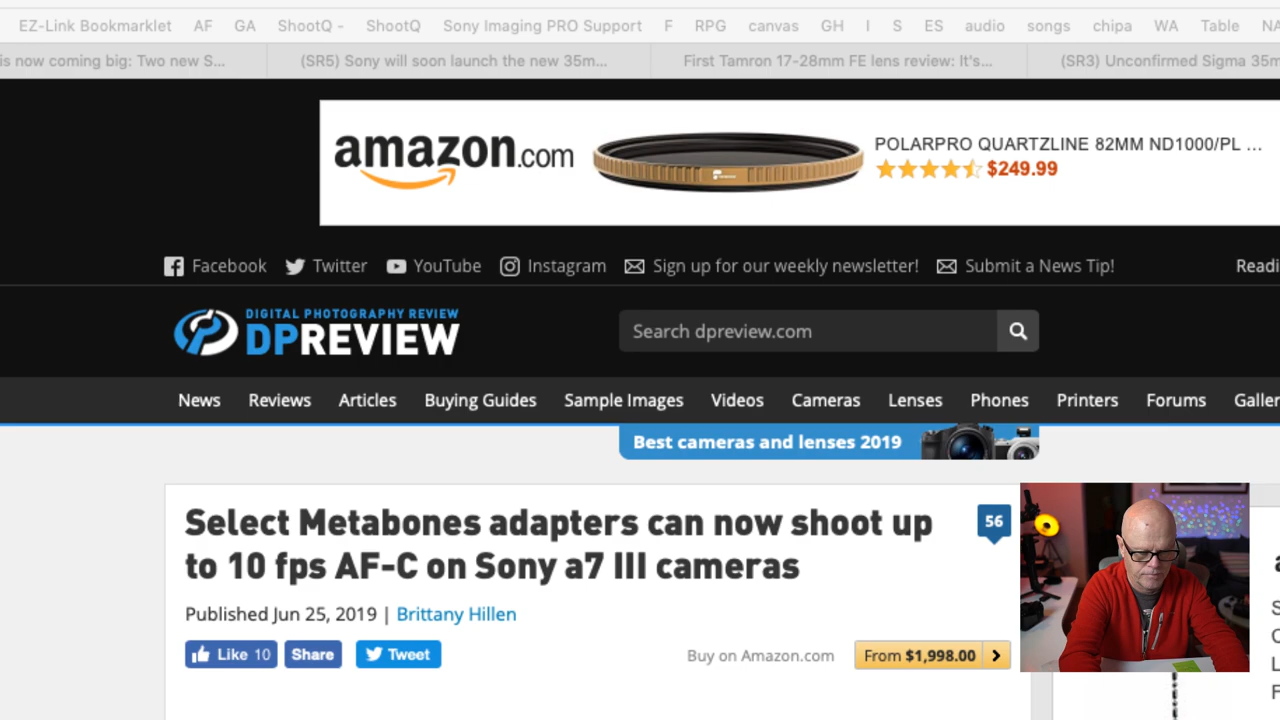 EZ-Link Bookmarklet AF GA ShootQ - ShootQ Sony Imaging PRO Support F RPG canvas GH I S ES audio songs chipa WA Table NA
is now coming big: Two new S... (SR5) Sony will soon launch the new 35m... First Tamron 17-28mm FE lens review: It's... (SR3) Unconfirmed Sigma 35m
amazon.com
POLARPRO QUARTZLINE 82MM ND1000/PL ...
$249.99
Facebook Twitter YouTube Instagram Sign up for our weekly newsletter! Submit a News Tip! Readi
DIGITAL PHOTOGRAPHY REVIEW
DPREVIEW
Search dpreview.com
News Reviews Articles Buying Guides Sample Images Videos Cameras Lenses Phones Printers Forums Galler
Best cameras and lenses 2019
Select Metabones adapters can now shoot up
to 10 fps AF-C on Sony a7 III cameras
56
Published Jun 25, 2019 | Brittany Hillen
Like 10 Share Tweet
Buy on Amazon.com From $1,998.00